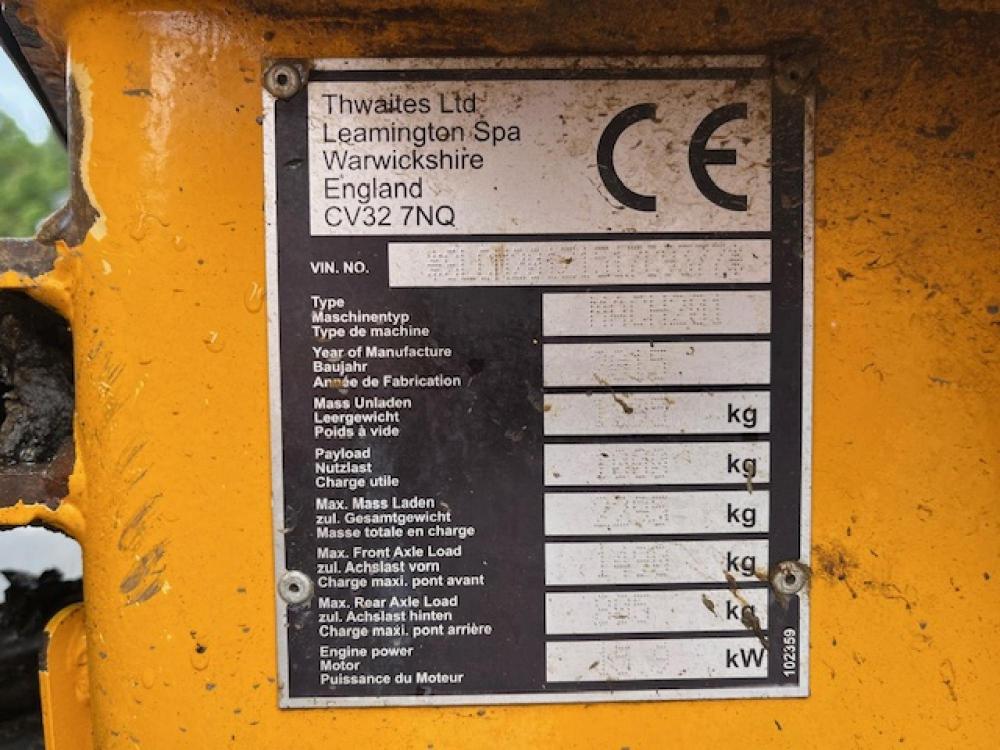 Thwaites Ltd
Leamington Spa
Warwickshire
England
CV32 7NQ
CE
VIN. NO.
Type
Maschinentyp
Type de machine
MACH201
Year of Manufacture
Baujahr
Année de Fabrication
2015
Mass Unladen
Leergewicht
Poids à vide
kg
Payload
Nutzlast
Charge utile
1000 kg
Max. Mass Laden
zul. Gesamtgewicht
Masse totale en charge
kg
Max. Front Axle Load
zul. Achslast vorn
Charge maxi. pont avant
kg
Max. Rear Axle Load
zul. Achslast hinten
Charge maxi. pont arrière
kg
Engine power
Motor
Puissance du Moteur
kW
102359